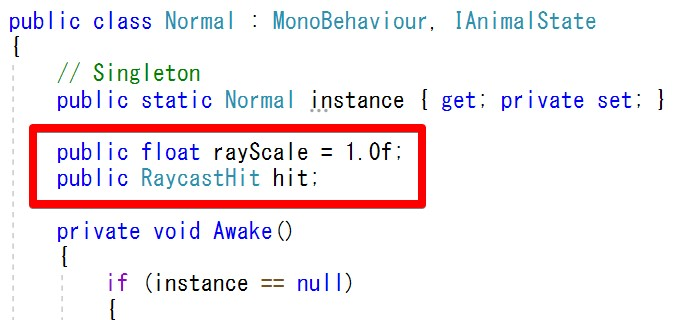 public class Normal : MonoBehaviour, IAnimalState
{
// Singleton
public static Normal instance { get; private set; }
public float rayScale = 1.0f;
public RaycastHit hit;
private void Awake()
{
if (instance == null)
{